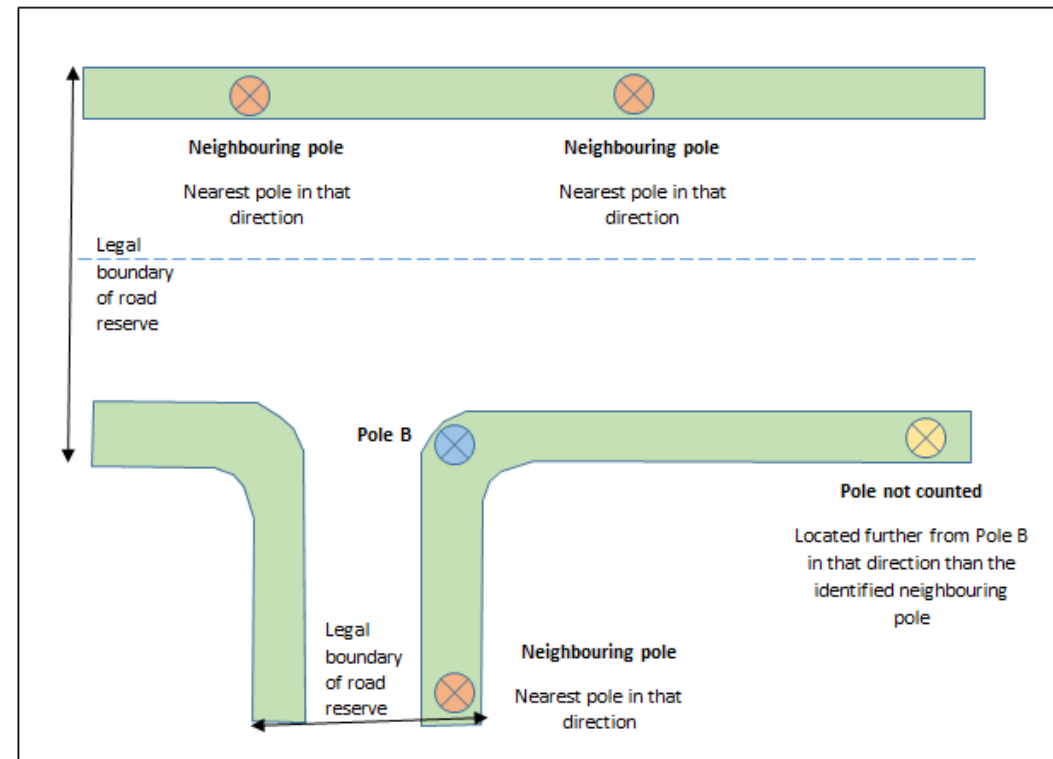 Neighbouring pole
Nearest pole in that
direction
Neighbouring pole
Nearest pole in that
direction
Legal
boundary
of road
reserve
Pole B
Pole not counted
Located further from Pole B
in that direction than the
identified neighbouring
pole
Legal
boundary
of road
reserve
Neighbouring pole
Nearest pole in that
direction